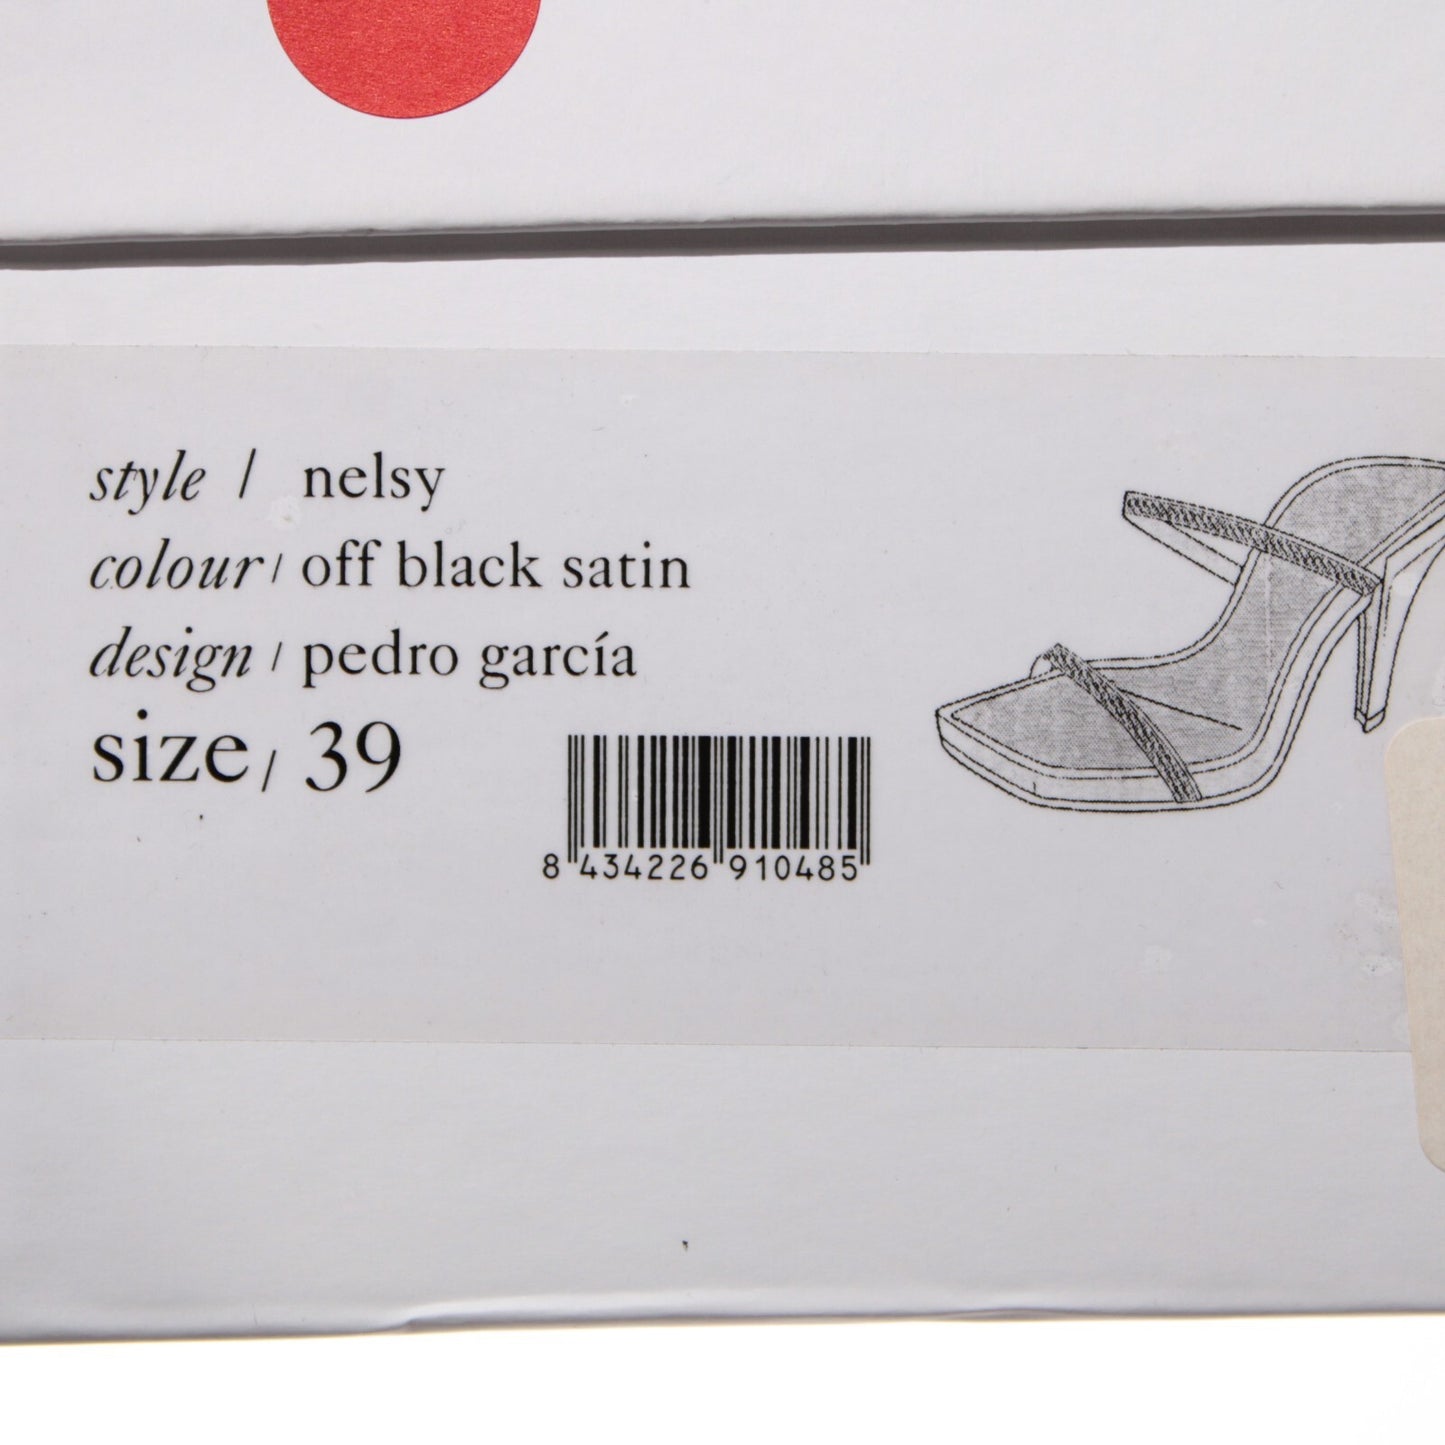 style / nelsy
colour / off black satin
design / pedro garcía
size / 39
8 434226 910485